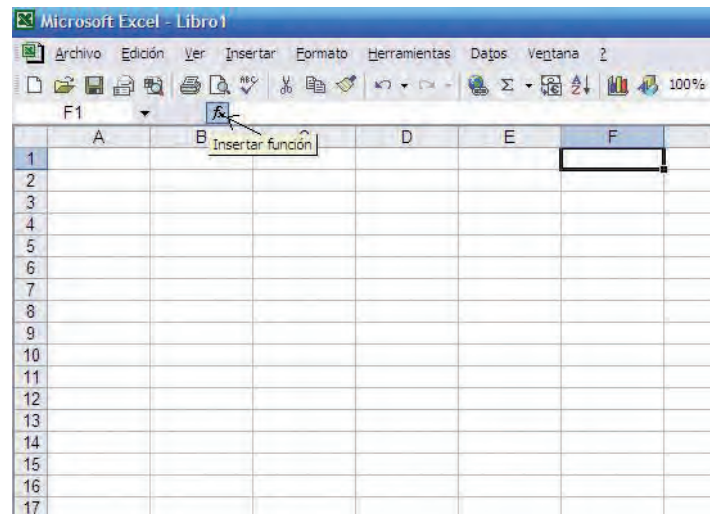 Microsoft Excel - Libro1
Archivo Edición Ver Insertar Formato Herramientas Datos Ventana ?
ABC Σ A Z 100%
F1 fx
A B D E F
Insertar función
1
2
3
4
5
6
7
8
9
10
11
12
13
14
15
16
17